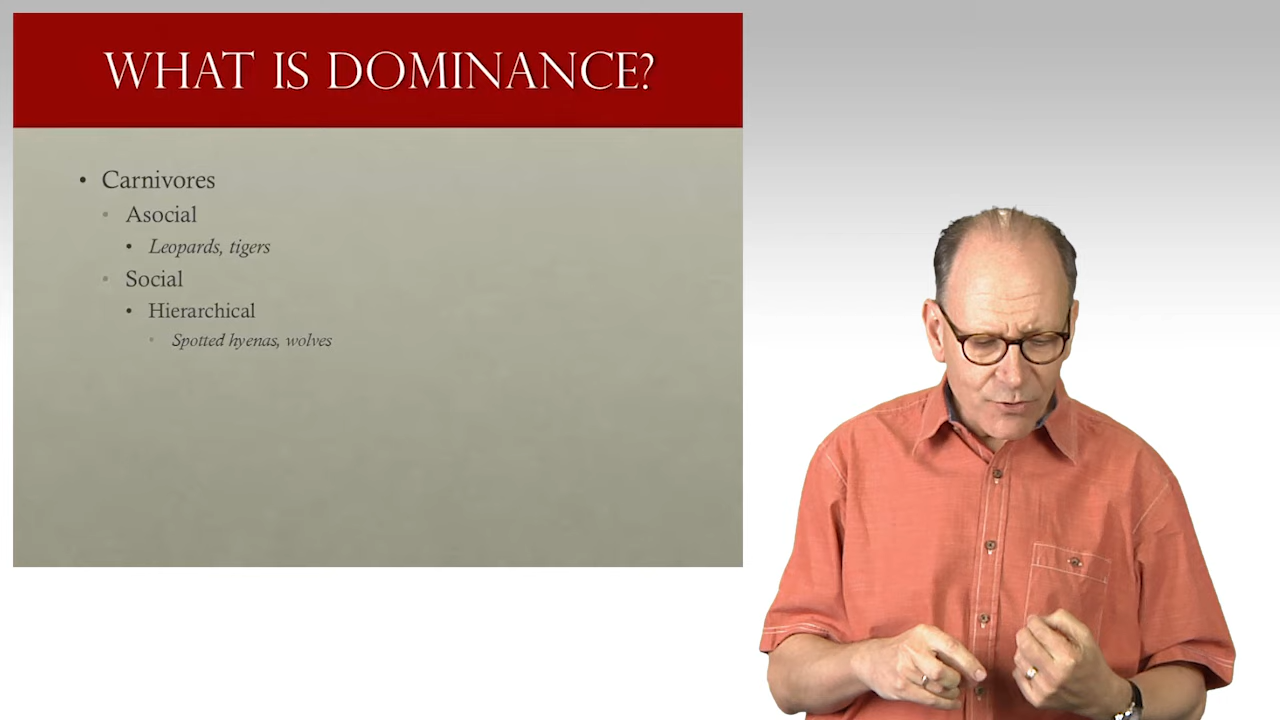 WHAT IS DOMINANCE?
• Carnivores
▪ Asocial
• Leopards, tigers
▪ Social
• Hierarchical
▪ Spotted hyenas, wolves